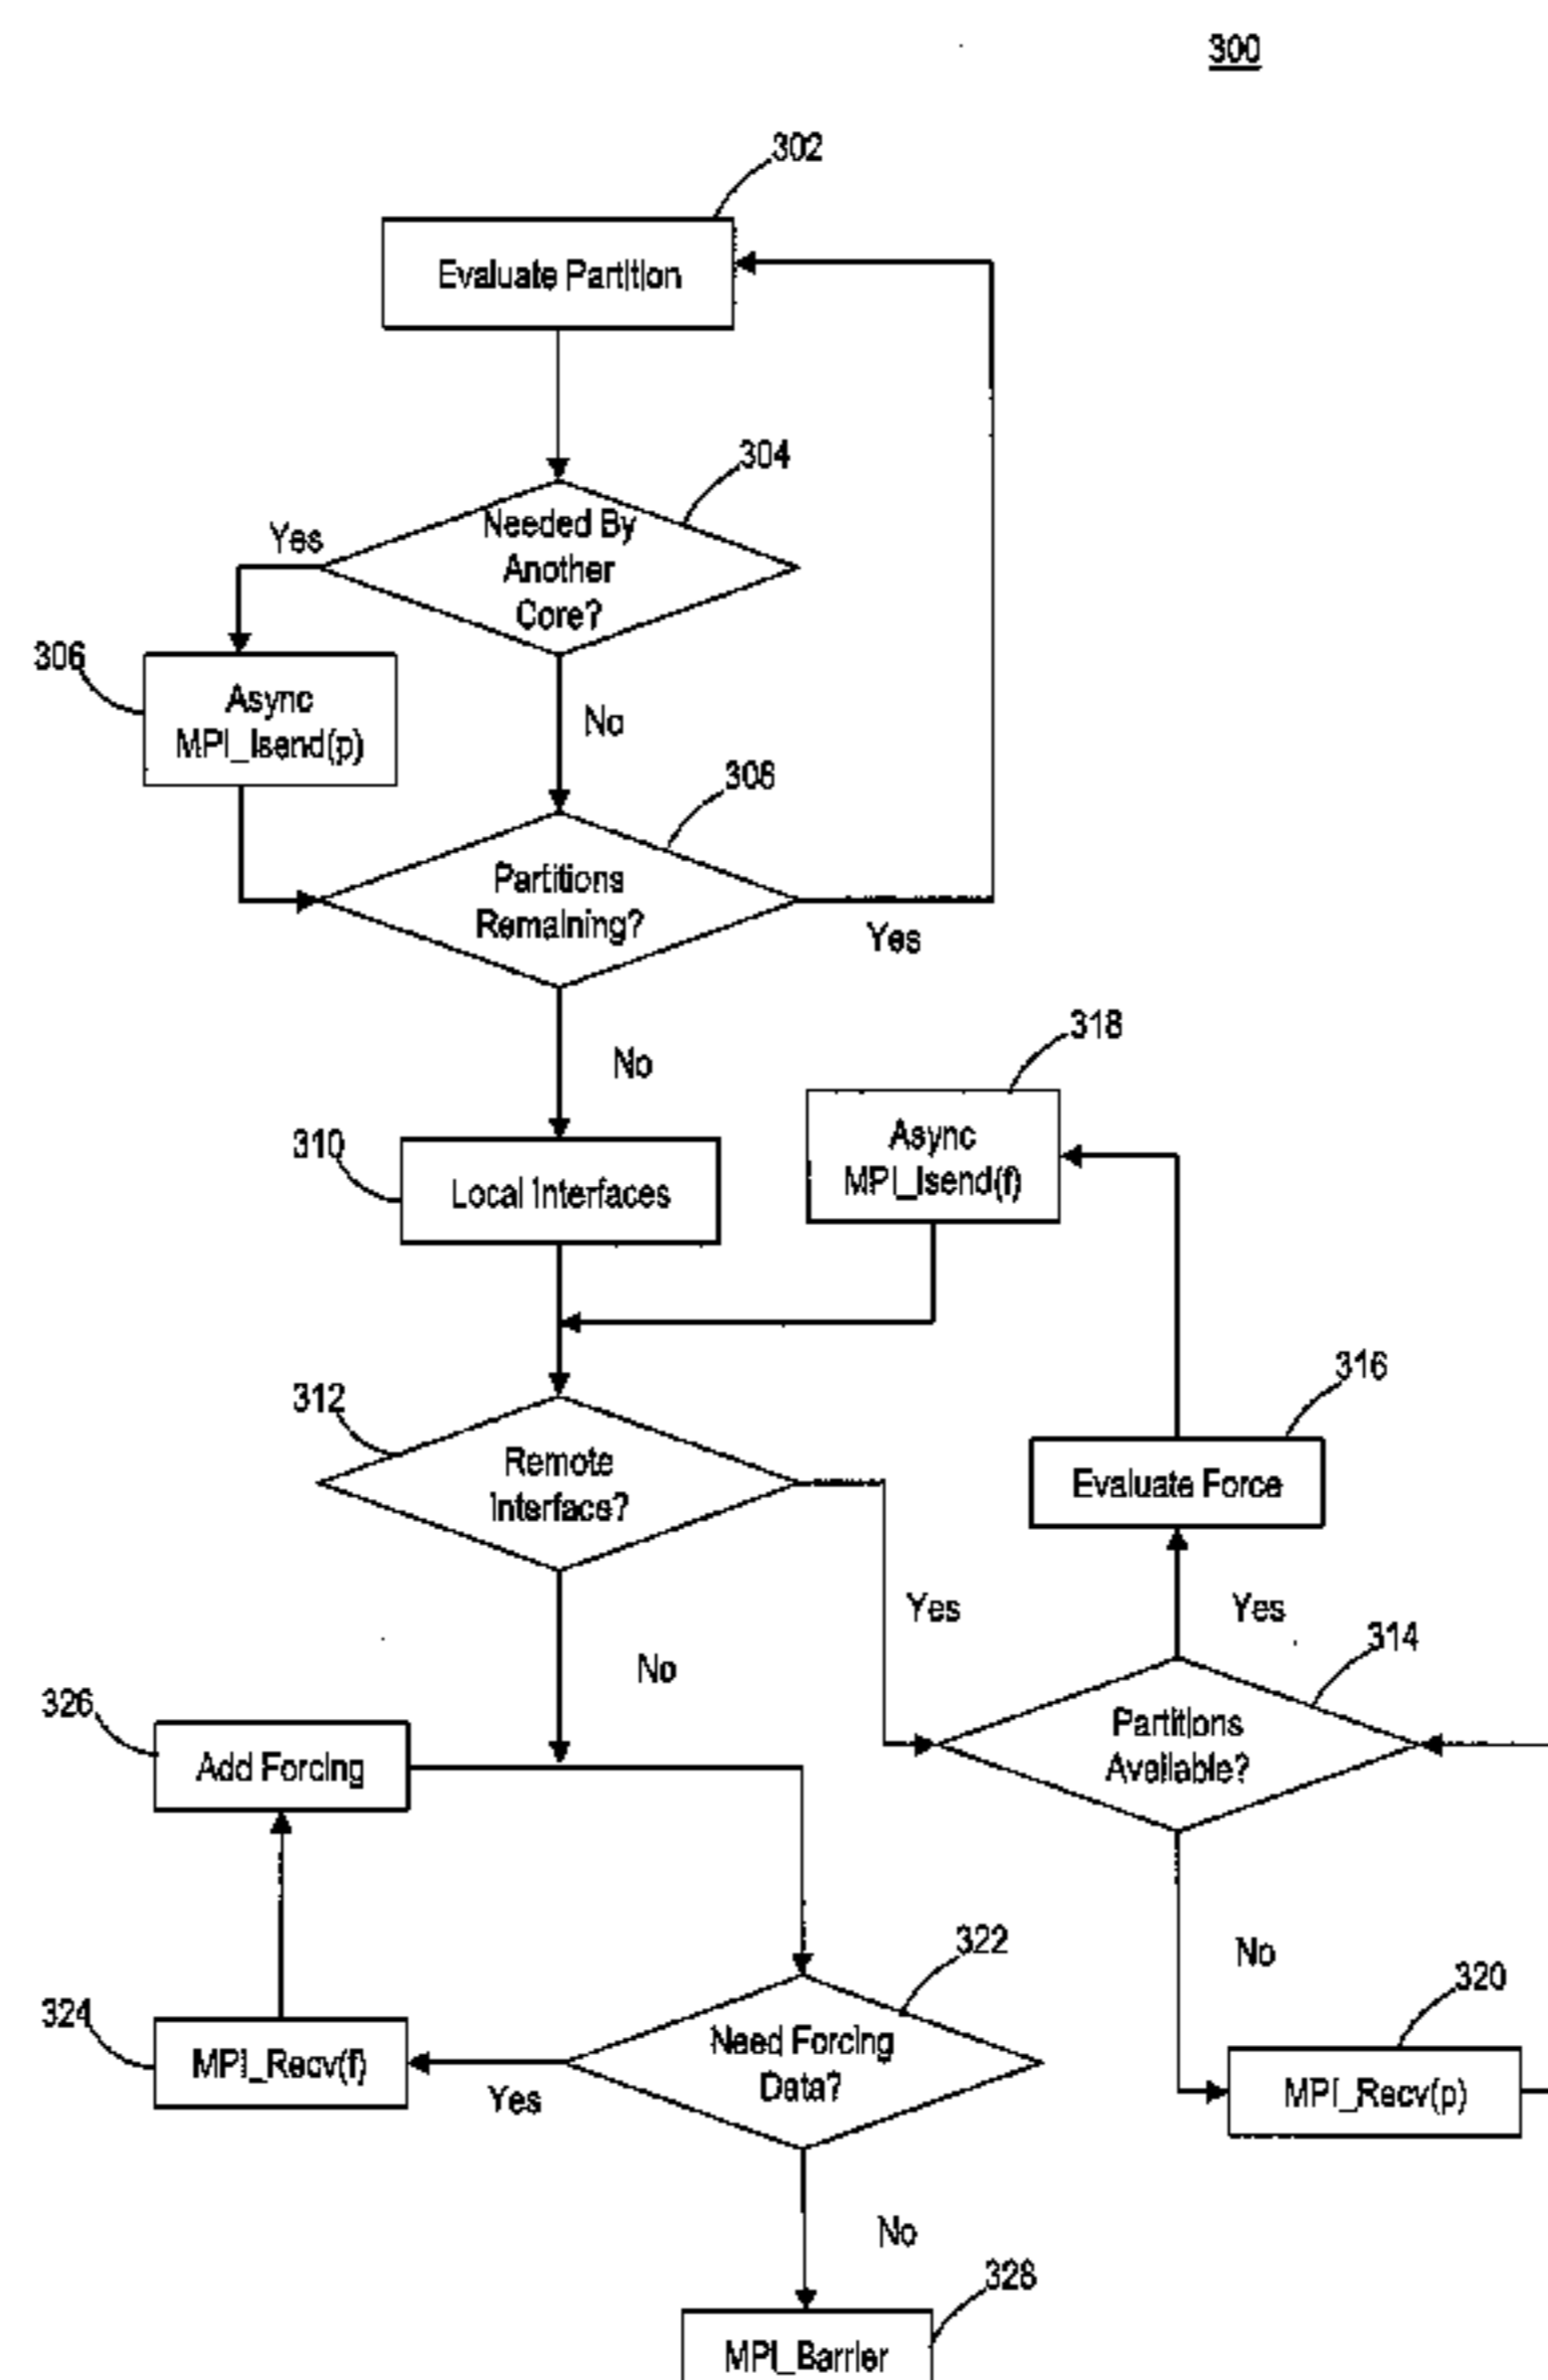 300
302
Evaluate Partition
304
Needed By
Another
Core?
Yes
306
Async
MPI_Isend(p)
No
308
Partitions
Remaining?
Yes
No
318
310
Local Interfaces
Async
MPI_Isend(f)
312
Remote
Interface?
316
Evaluate Force
Yes
Yes
314
No
326
Add Forcing
Partitions
Available?
322
No
320
324
MPI_Recv(f)
Need Forcing
Data?
Yes
MPI_Recv(p)
No
328
MPI_Barrier